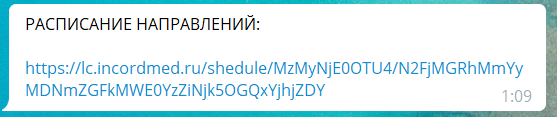 РАСПИСАНИЕ НАПРАВЛЕНИЙ:
https://lc.incordmed.ru/shedule/MzMyNjE0OTU4/N2FjMGRhMmYy
MDNmZGFkMWE0YzZiNjk5OGQxYjhjZDY
1:09